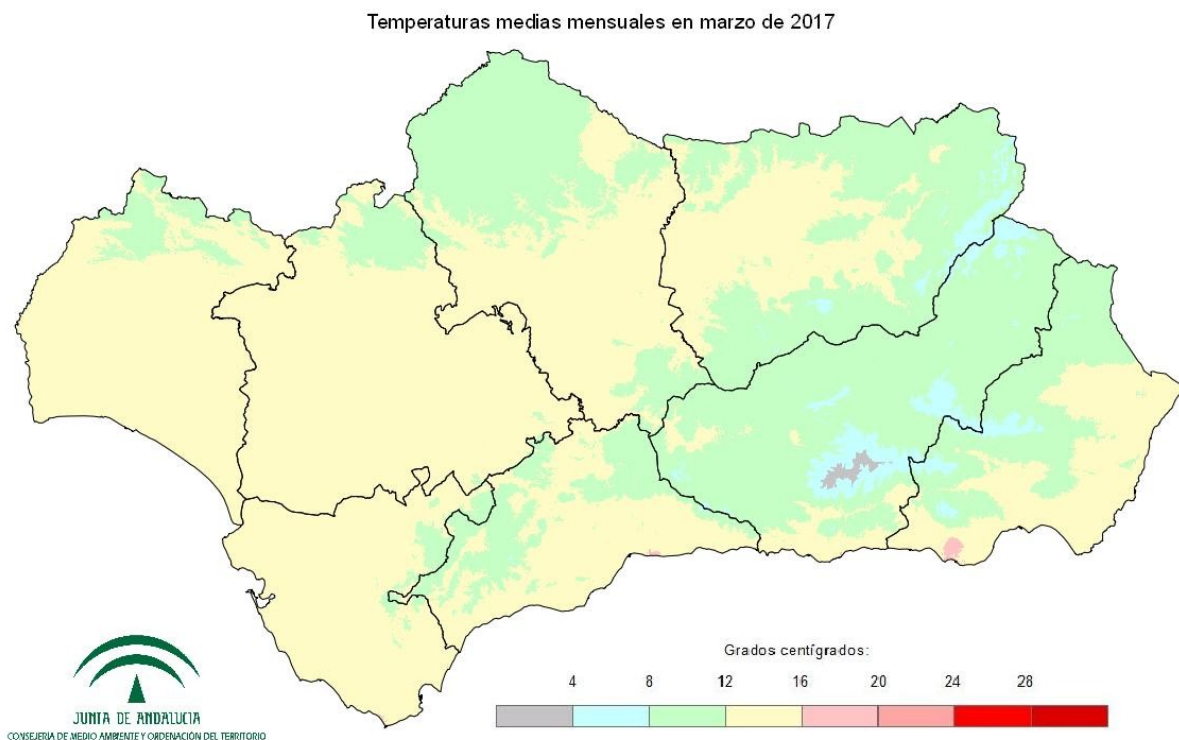 Temperaturas medias mensuales en marzo de 2017
Grados centígrados:
4 8 12 16 20 24 28
JUNTA DE ANDALUCIA
CONSEJERÍA DE MEDIO AMBIENTE Y ORDENACIÓN DEL TERRITORIO